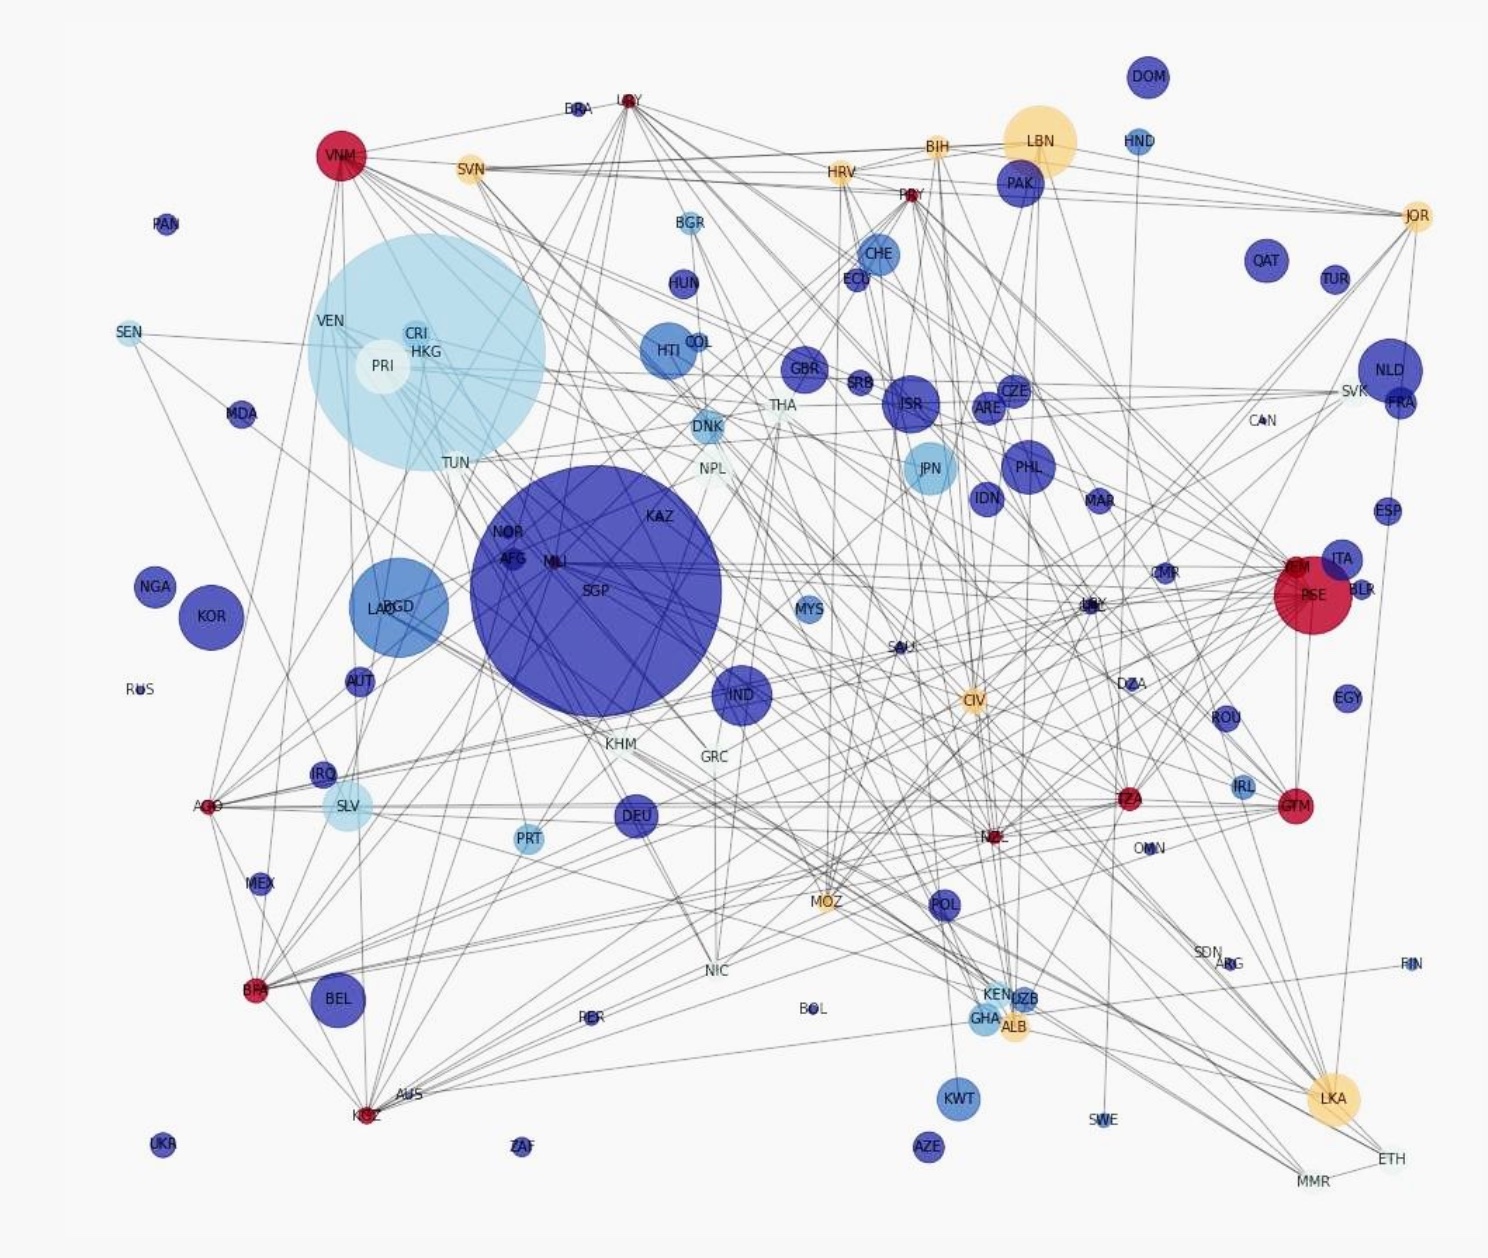 DOM
BRA
LBN
HND
BIH
VNM
SVN
HRV
PAK
PRY
JOR
PAN
BGR
CHE
QAT
ECU
TUR
HUN
VEN
SEN
CRI
COL
HKG
HTI
PRI
GBR
NLD
SRB
CZE
SVK
FRA
THA
ISR
ARE
MDA
CAN
DNK
TUN
NPL
JPN
PHL
IDN
MAR
ESP
KAZ
NOR
AFG
MLI
ITA
CMR
NGA
SGP
PSE
BLR
LAO
BGD
MYS
KOR
SAU
AUT
DZA
RUS
IND
EGY
CIV
ROU
KHM
GRC
IRQ
IRL
AGO
SLV
TZA
GTM
DEU
PRT
NZL
OMN
MEX
MOZ
POL
SDN
ARG
FIN
NIC
BFA
KEN
UZB
BEL
BOL
PER
GHA
ALB
AUS
KWT
LKA
KGZ
SWE
UKR
ZAF
AZE
ETH
MMR